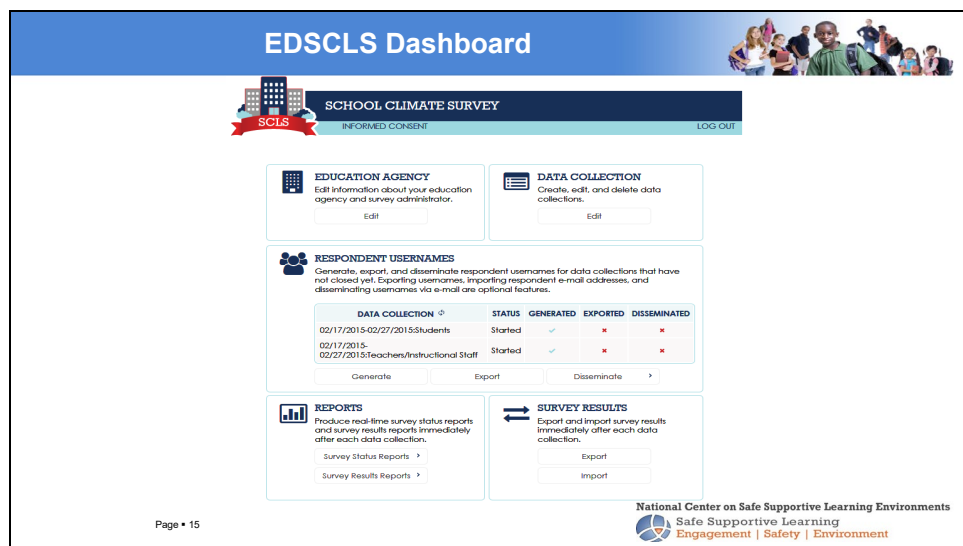 EDSCLS Dashboard
SCHOOL CLIMATE SURVEY
SCLS
INFORMED CONSENT
LOG OUT
EDUCATION AGENCY
Edit information about your education
agency and survey administrator.
Edit
DATA COLLECTION
Create, edit, and delete data
collections.
Edit
RESPONDENT USERNAMES
Generate, export, and disseminate respondent usernames for data collections that have
not closed yet. Exporting usernames, importing respondent e-mail addresses, and
disseminating usernames via e-mail are optional features.
DATA COLLECTION STATUS GENERATED EXPORTED DISSEMINATED
02/17/2015-02/27/2015:Students Started
02/17/2015-
02/27/2015:Teachers/Instructional Staff Started
Generate Export Disseminate >
REPORTS
Produce real-time survey status reports
and survey results reports immediately
after each data collection.
Survey Status Reports >
Survey Results Reports >
SURVEY RESULTS
Export and import survey results
immediately after each data
collection.
Export
Import
National Center on Safe Supportive Learning Environments
Safe Supportive Learning
Engagement | Safety | Environment
Page ▪ 15